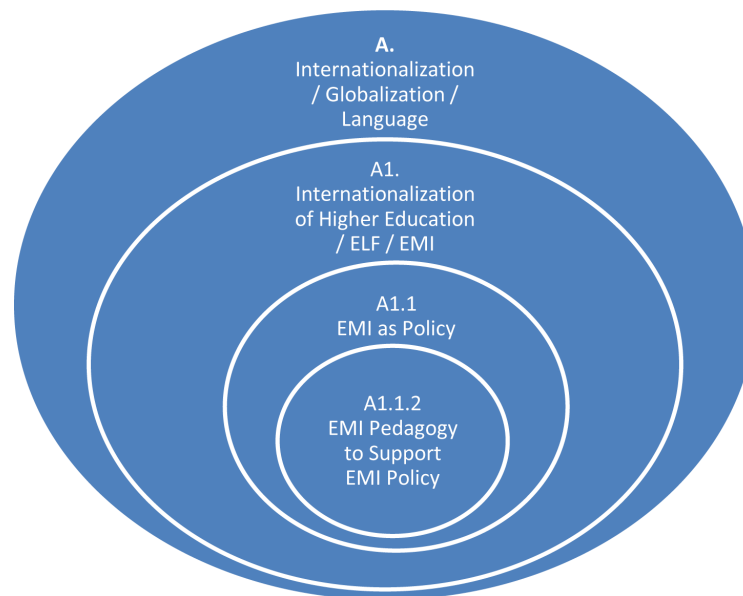 A.
Internationalization
/ Globalization /
Language
A1.
Internationalization
of Higher Education
/ ELF / EMI
A1.1
EMI as Policy
A1.1.2
EMI Pedagogy
to Support
EMI Policy